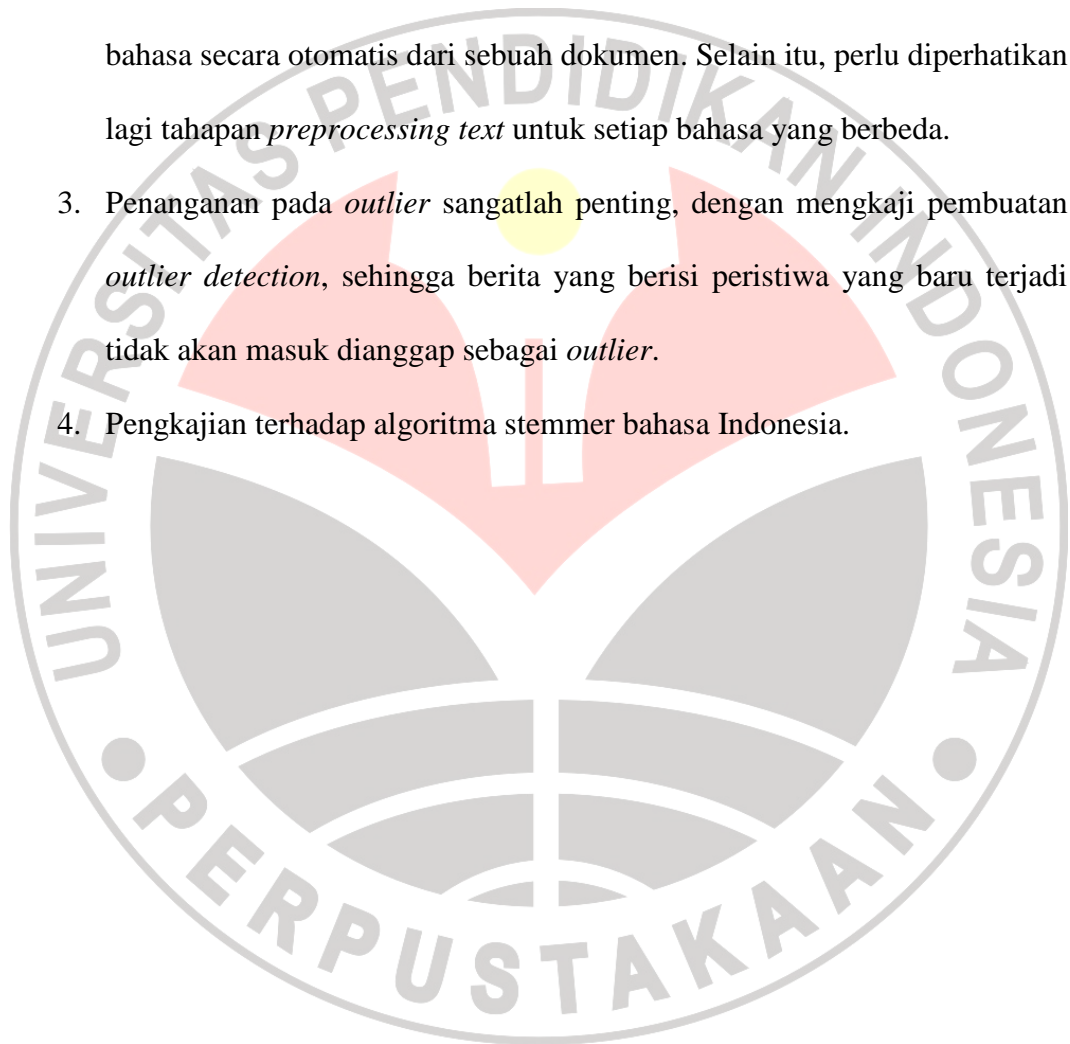 bahasa secara otomatis dari sebuah dokumen. Selain itu, perlu diperhatikan
lagi tahapan preprocessing text untuk setiap bahasa yang berbeda.
3. Penanganan pada outlier sangatlah penting, dengan mengkaji pembuatan
outlier detection, sehingga berita yang berisi peristiwa yang baru terjadi
tidak akan masuk dianggap sebagai outlier.
4. Pengkajian terhadap algoritma stemmer bahasa Indonesia.
UNIVERSITAS PENDIDIKAN INDONESIA
PERPUSTAKAAN